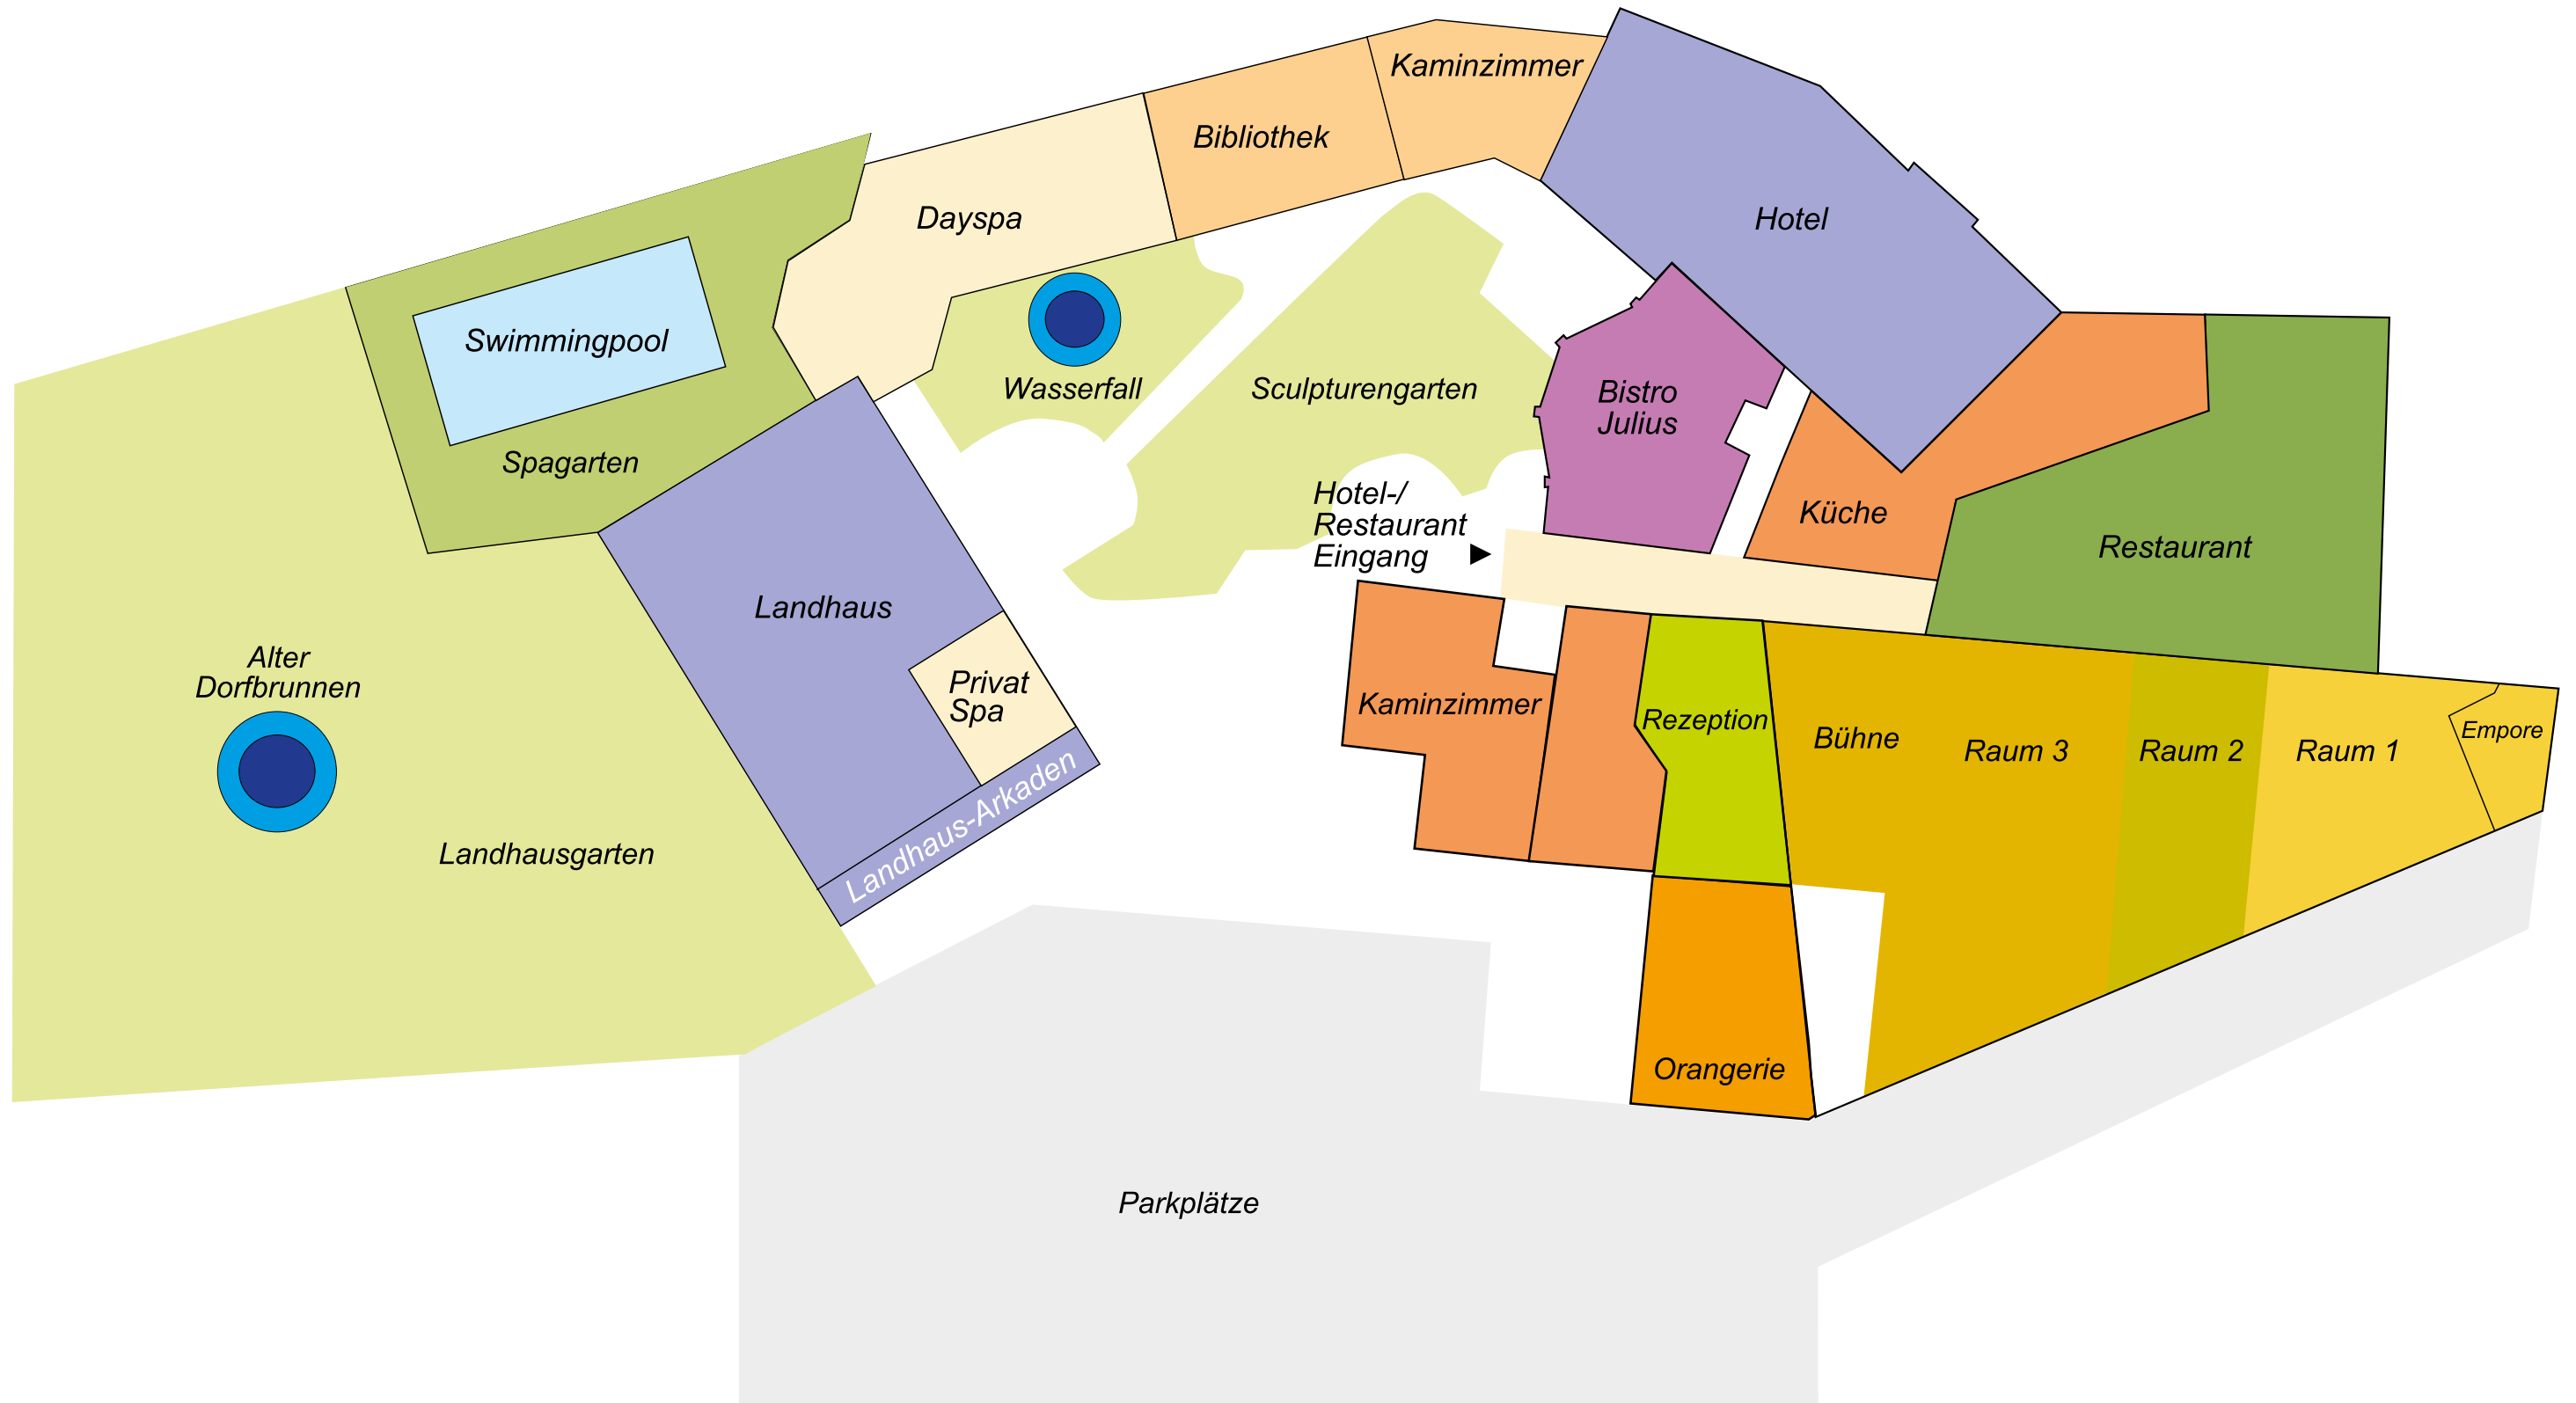 Kaminzimmer
Bibliothek
Dayspa
Hotel
Swimmingpool
Wasserfall
Sculpturengarten
Bistro
Julius
Spagarten
Hotel-/
Restaurant
Eingang
Küche
Restaurant
Landhaus
Alter
Dorfbrunnen
Privat
Spa
Kaminzimmer
Rezeption
Bühne
Raum 3
Raum 2
Raum 1
Empore
Landhaus-Arkaden
Landhausgarten
Orangerie
Parkplätze